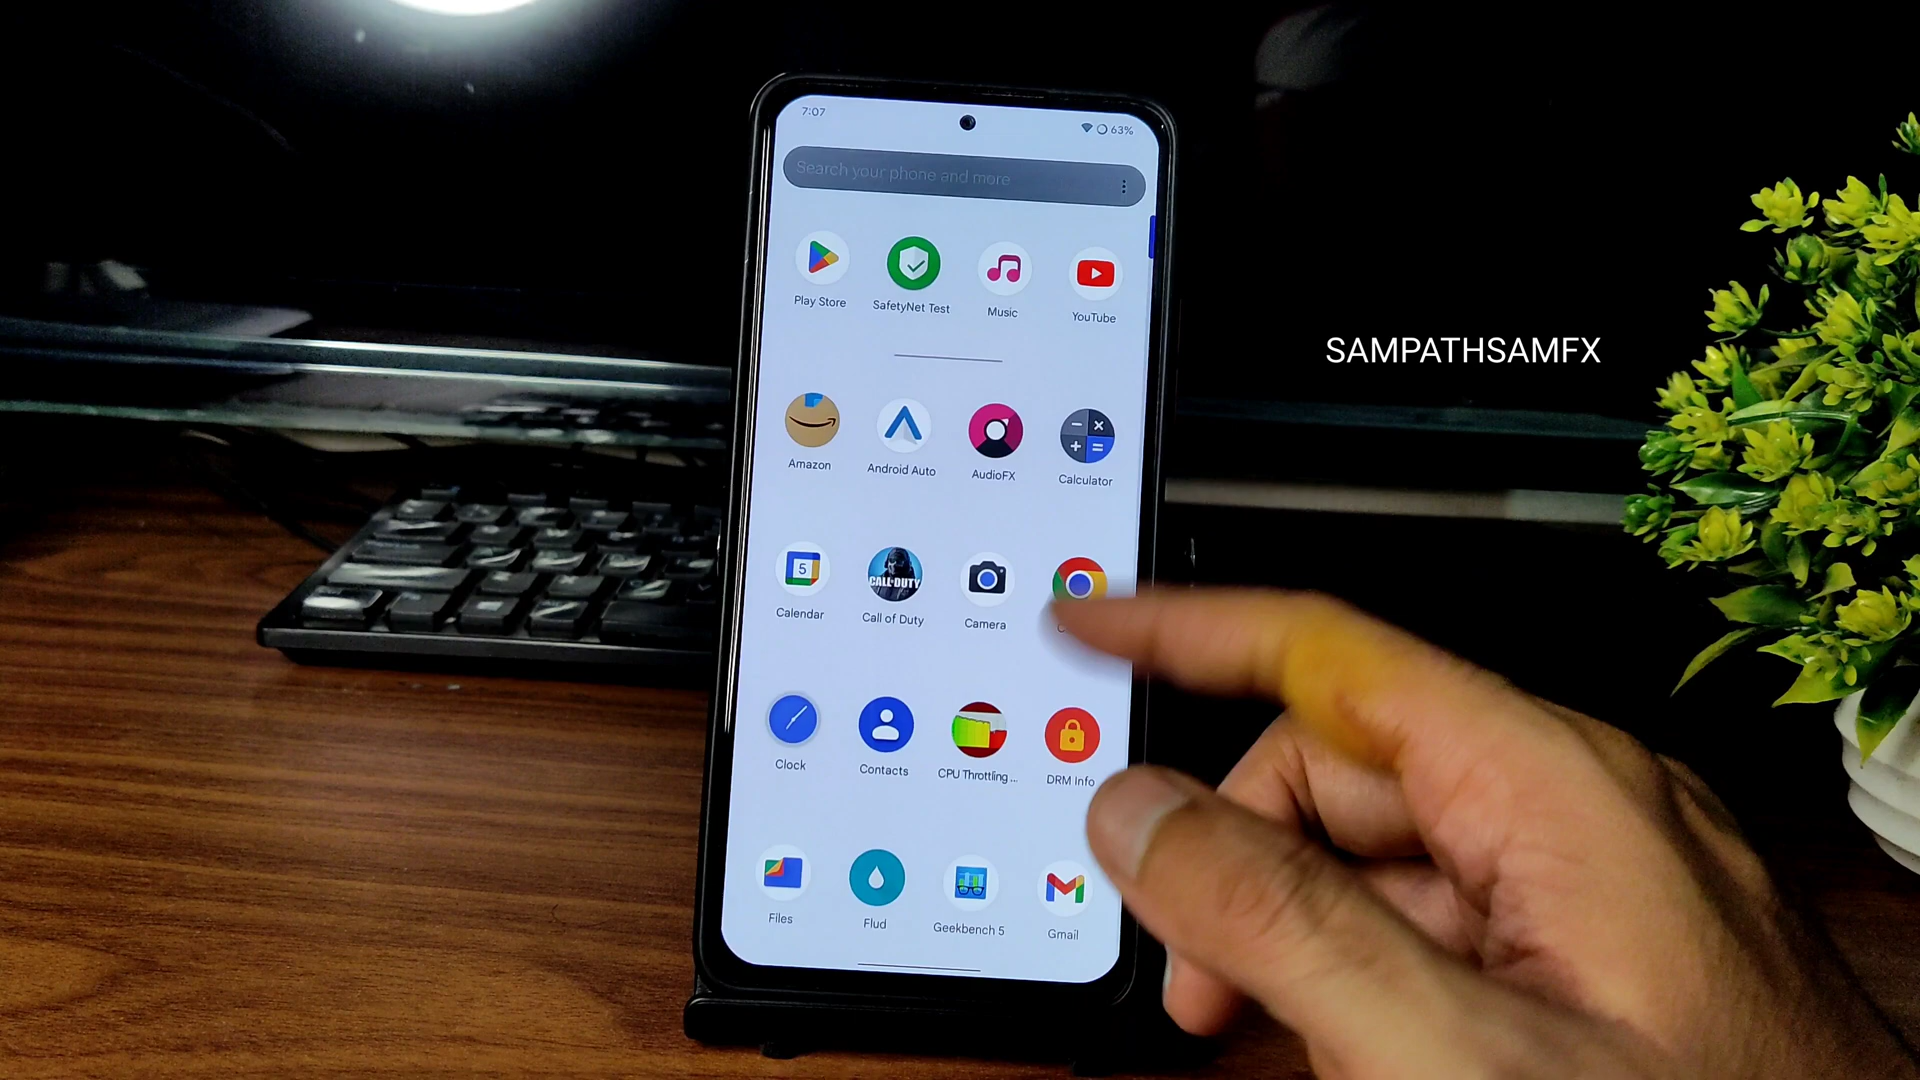 7:07
63%
Search your phone and more
Play Store
SafetyNet Test
Music
YouTube
SAMPATHSAMFX
Amazon
Android Auto
AudioFX
Calculator
5
CALL DUTY
Calendar
Call of Duty
Camera
Clock
Contacts
CPU Throttling ...
DRM Info
Files
Flud
Geekbench 5
Gmail